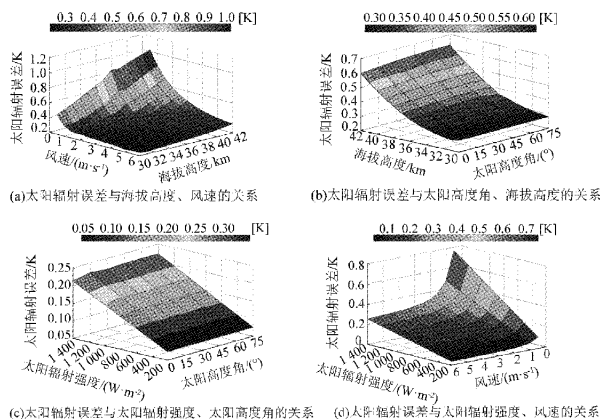 0.3 0.4 0.5 0.6 0.7 0.8 0.9 1.0 [K]
太阳辐射误差/K
1.2
1.0
0.8
0.6
0.4
0.2
0 1 2 3 4 5 6
风速/(m·s⁻¹)
30 32 34 36 38 40 42
海拔高度/km
(a)太阳辐射误差与海拔高度、风速的关系
0.30 0.35 0.40 0.45 0.50 0.55 0.60 [K]
太阳辐射误差/K
0.7
0.6
0.5
0.4
0.3
0.2
42 40 38 36 34 32 30
海拔高度/km
0 15 30 45 60 75
太阳高度角/(°)
(b)太阳辐射误差与太阳高度角、海拔高度的关系
0.05 0.10 0.15 0.20 0.25 0.30 [K]
太阳辐射误差/K
0.25
0.20
0.15
0.10
0.05
1 400 1 200 1 000 800 600 400 200
太阳辐射强度/(W·m⁻²)
0 15 30 45 60 75
太阳高度角/(°)
(c)太阳辐射误差与太阳辐射强度、太阳高度角的关系
0.1 0.2 0.3 0.4 0.5 0.6 0.7 [K]
太阳辐射误差/K
0.8
0.6
0.4
0.2
0
1 400 1 200 1 000 800 600 400 200
太阳辐射强度/(W·m⁻²)
6 5 4 3 2 1 0
风速/(m·s⁻¹)
(d)太阳辐射误差与太阳辐射强度、风速的关系